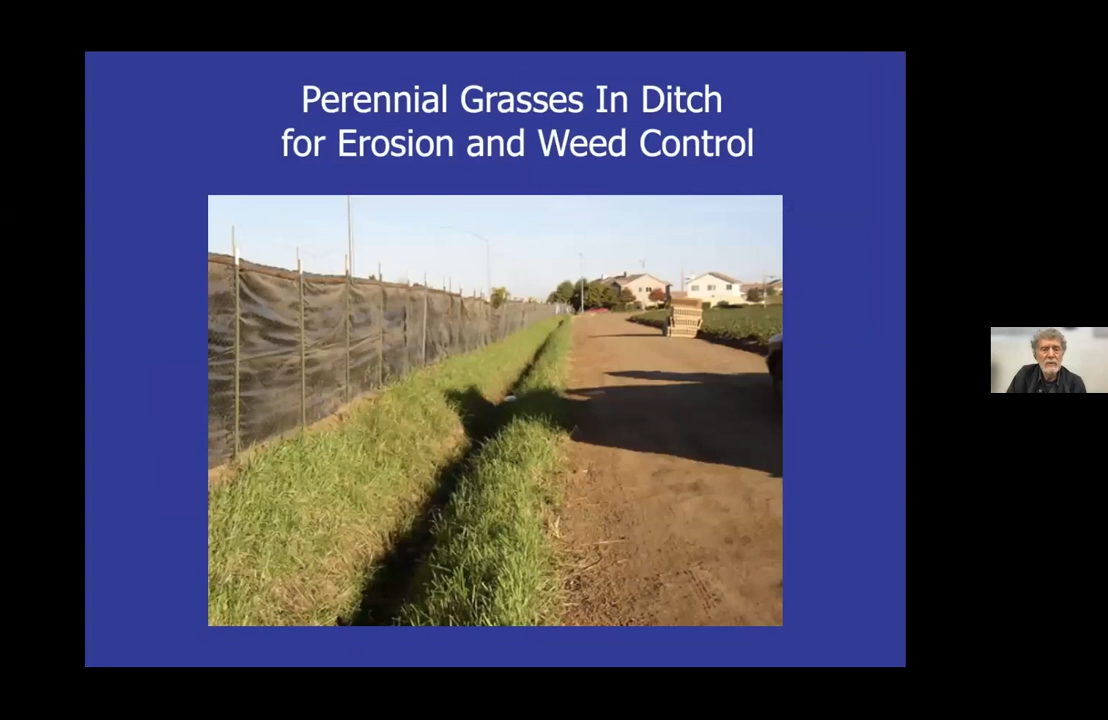 Perennial Grasses In Ditch
for Erosion and Weed Control